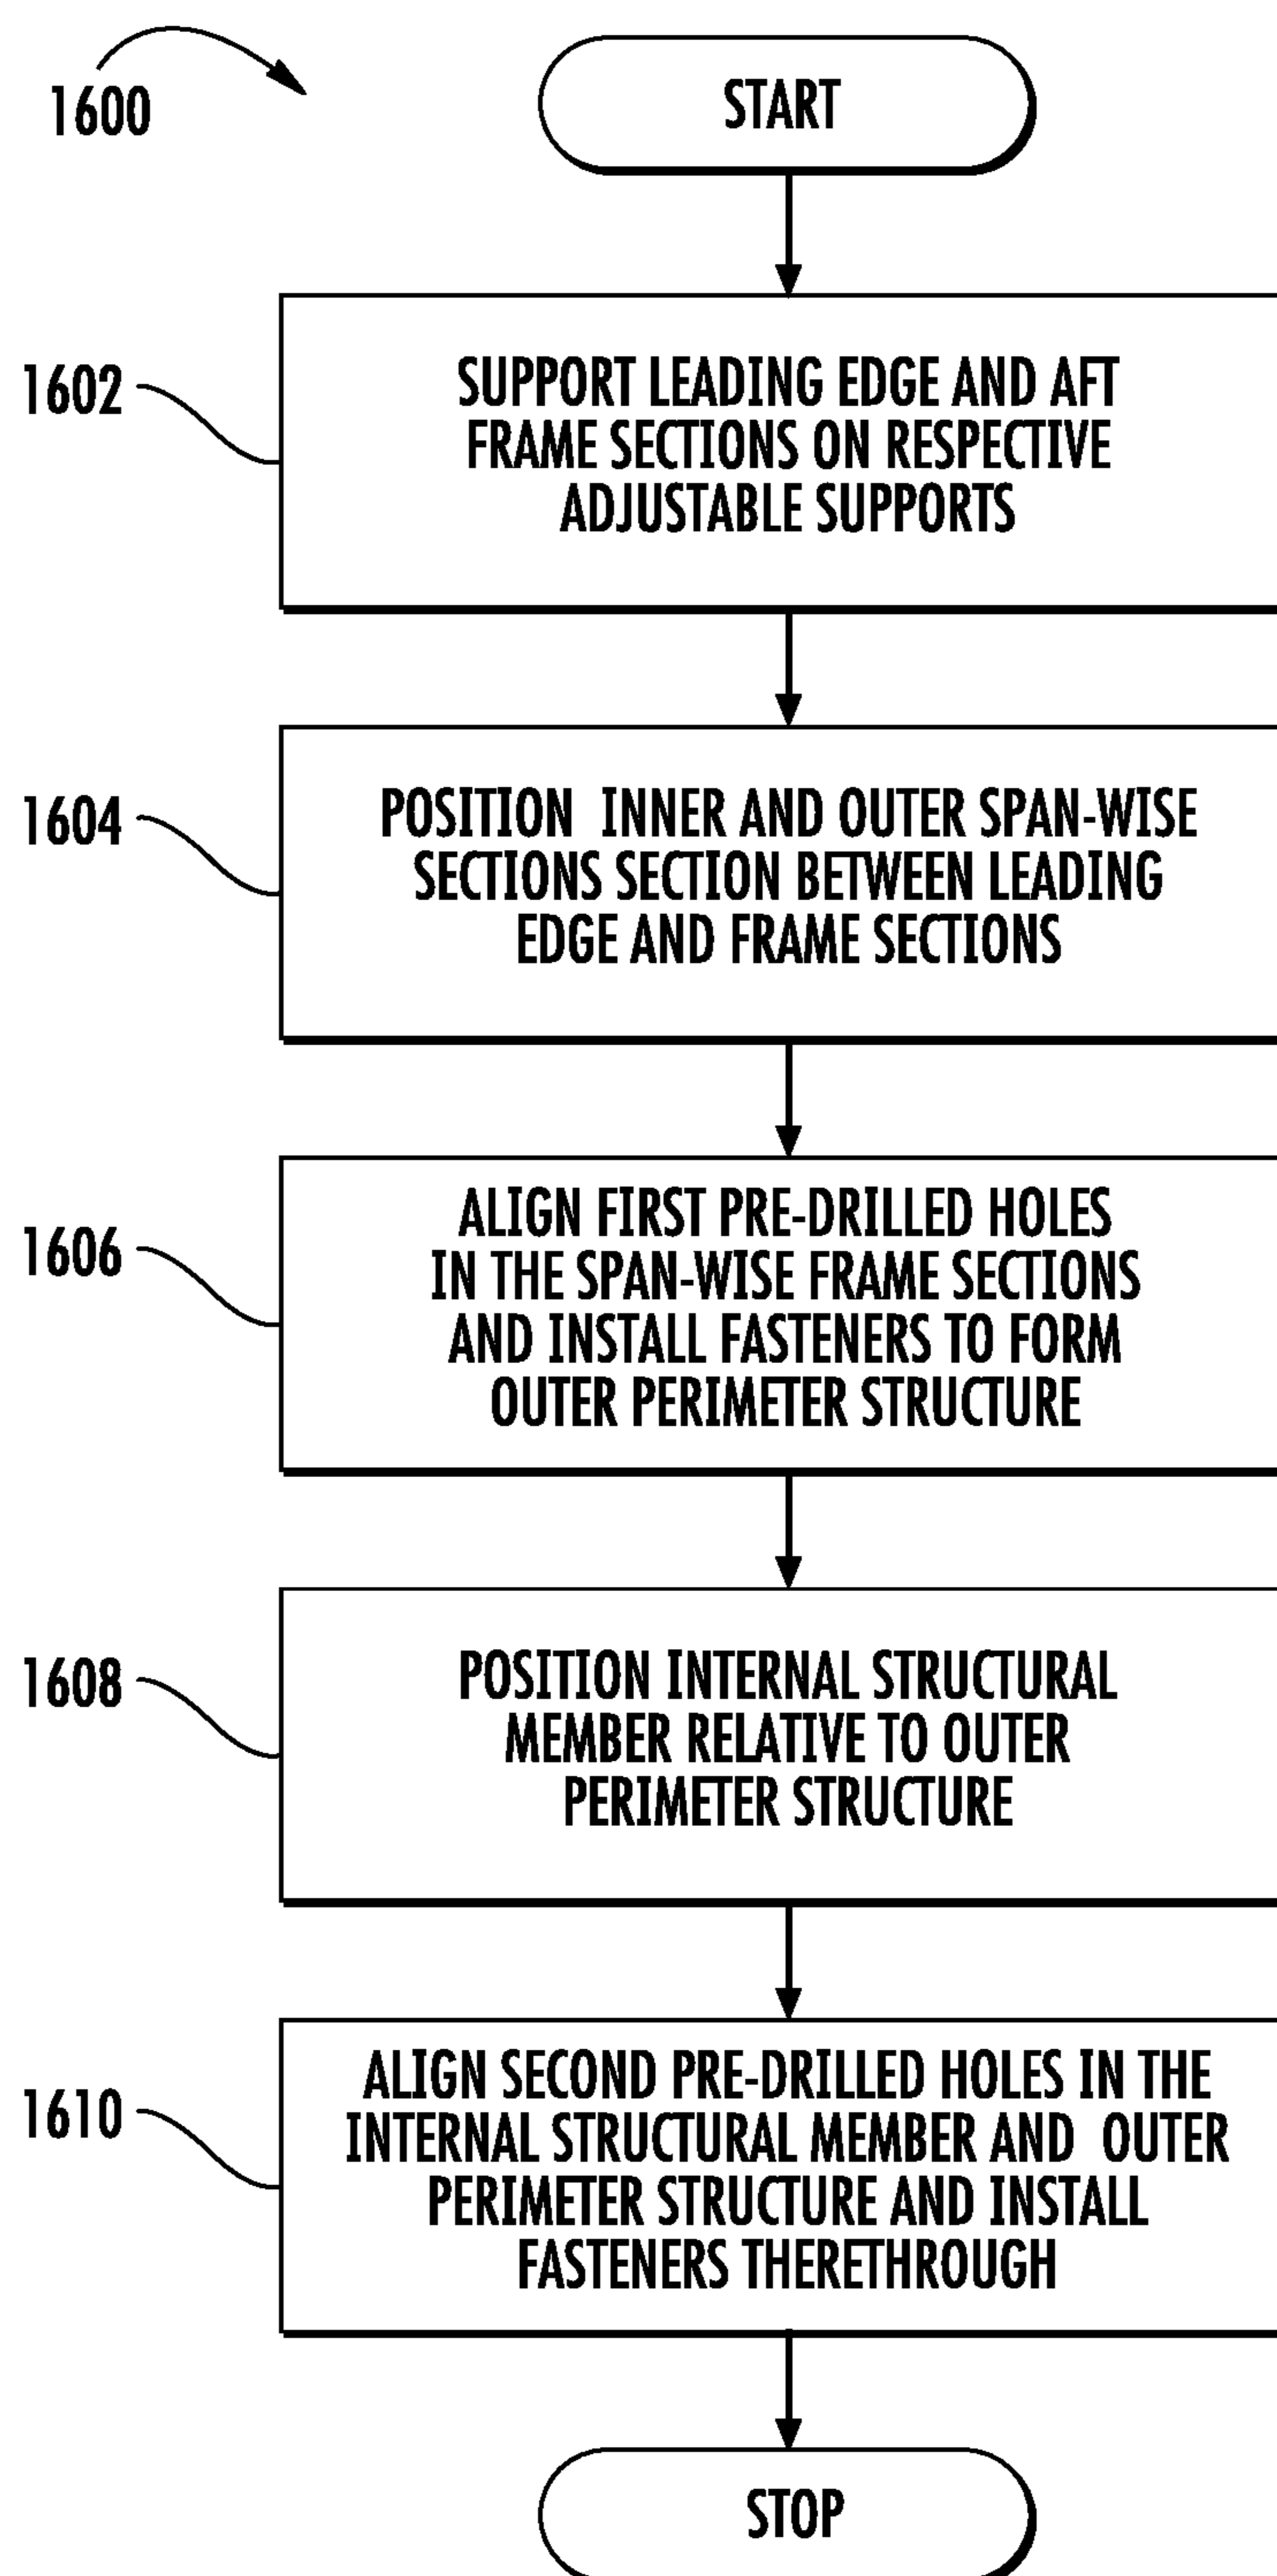 1600
START
1602
SUPPORT LEADING EDGE AND AFT
FRAME SECTIONS ON RESPECTIVE
ADJUSTABLE SUPPORTS
1604
POSITION INNER AND OUTER SPAN-WISE
SECTIONS SECTION BETWEEN LEADING
EDGE AND FRAME SECTIONS
1606
ALIGN FIRST PRE-DRILLED HOLES
IN THE SPAN-WISE FRAME SECTIONS
AND INSTALL FASTENERS TO FORM
OUTER PERIMETER STRUCTURE
1608
POSITION INTERNAL STRUCTURAL
MEMBER RELATIVE TO OUTER
PERIMETER STRUCTURE
1610
ALIGN SECOND PRE-DRILLED HOLES IN THE
INTERNAL STRUCTURAL MEMBER AND OUTER
PERIMETER STRUCTURE AND INSTALL
FASTENERS THERETHROUGH
STOP